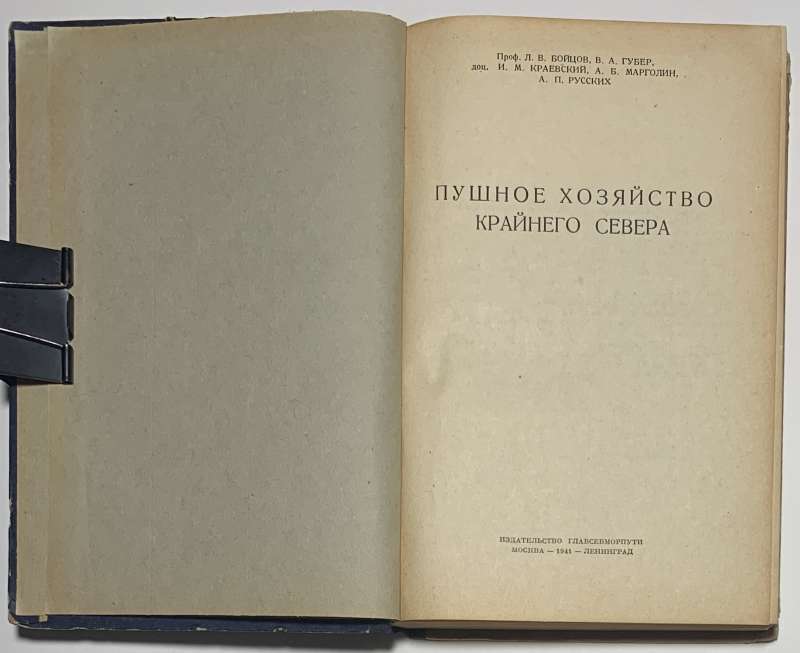 Проф. Л. В. БОЙЦОВ, В. А. ГУБЕР,
доц. И. М. КРАЕВСКИЙ, А. Б. МАРГОЛИН,
А. П. РУССКИХ
ПУШНОЕ ХОЗЯЙСТВО
КРАЙНЕГО СЕВЕРА
ИЗДАТЕЛЬСТВО ГЛАВСЕВМОРПУТИ
МОСКВА — 1941 — ЛЕНИНГРАД